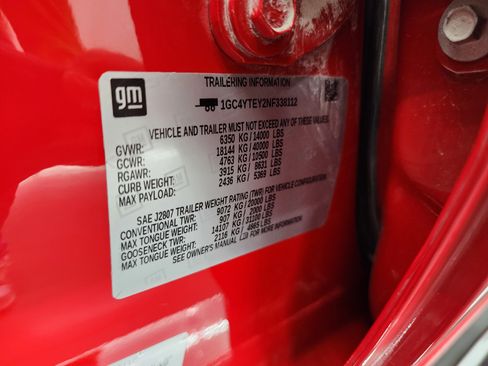 gm
TRAILERING INFORMATION
1GC4YTEY2NF338112
VEHICLE AND TRAILER MUST NOT EXCEED ANY OF THESE VALUES
GVWR: 6350 KG / 14000 LBS
GCWR: 18144 KG / 40000 LBS
RGAWR: 4763 KG / 10500 LBS
CURB WEIGHT: 3915 KG / 8631 LBS
MAX PAYLOAD: 2436 KG / 5369 LBS
SAE J2807 TRAILER WEIGHT RATING (TWR) FOR VEHICLE CONFIGURATION
CONVENTIONAL TWR: 9072 KG / 20000 LBS
MAX TONGUE WEIGHT: 907 KG / 2000 LBS
GOOSENECK TWR: 14107 KG / 31100 LBS
MAX TONGUE WEIGHT: 2116 KG / 4665 LBS
SEE OWNER'S MANUAL LIB FOR MORE INFORMATION